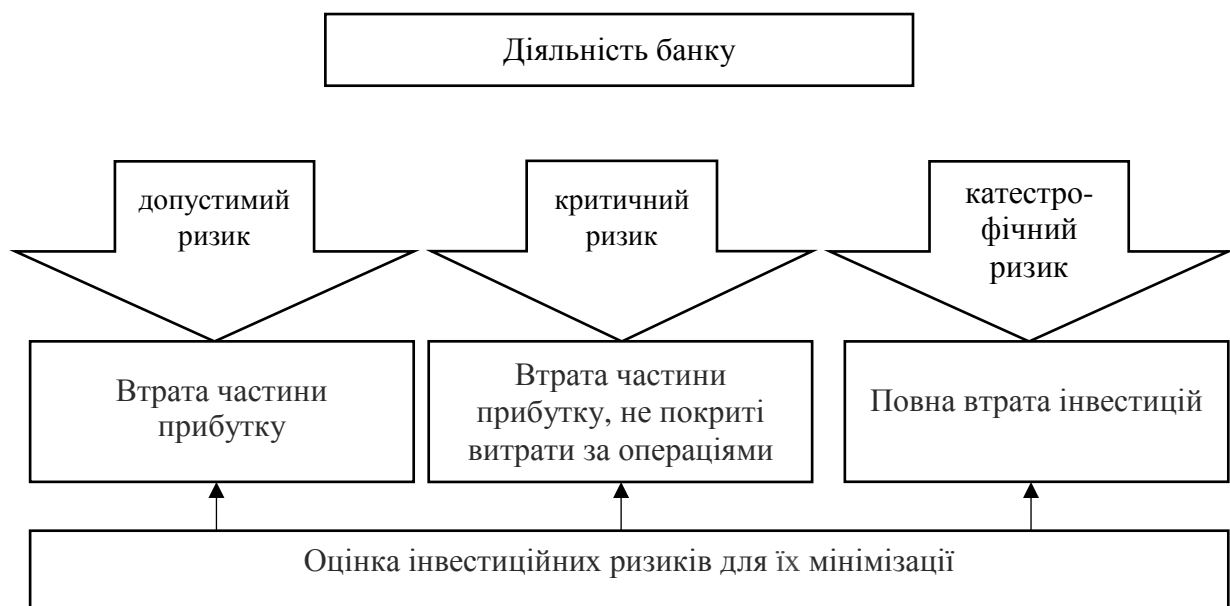 Діяльність банку
допустимий
ризик
критичний
ризик
катестро-
фічний
ризик
Втрата частини
прибутку
Втрата частини
прибутку, не покриті
витрати за операціями
Повна втрата інвестицій
Оцінка інвестиційних ризиків для їх мінімізації